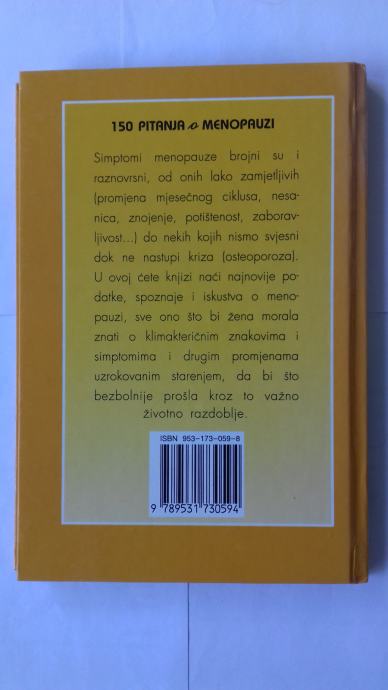 150 PITANJA o MENOPAUZI
Simptomi menopauze brojni su i
raznovrsni, od onih lako zamjetljivih
(promjena mjesečnog ciklusa, nesa-
nica, znojenje, potištenost, zaborav-
ljivost...) do nekih kojih nismo svjesni
dok ne nastupi kriza (osteoporoza).
U ovoj ćete knjizi naći najnovije po-
datke, spoznaje i iskustva o meno-
pauzi, sve ono što bi žena morala
znati o klimakteričnim znakovima i
simptomima i drugim promjenama
uzrokovanim starenjem, da bi što
bezbolnije prošla kroz to važno
životno razdoblje.
ISBN 953-173-059-8
9 789531 730594